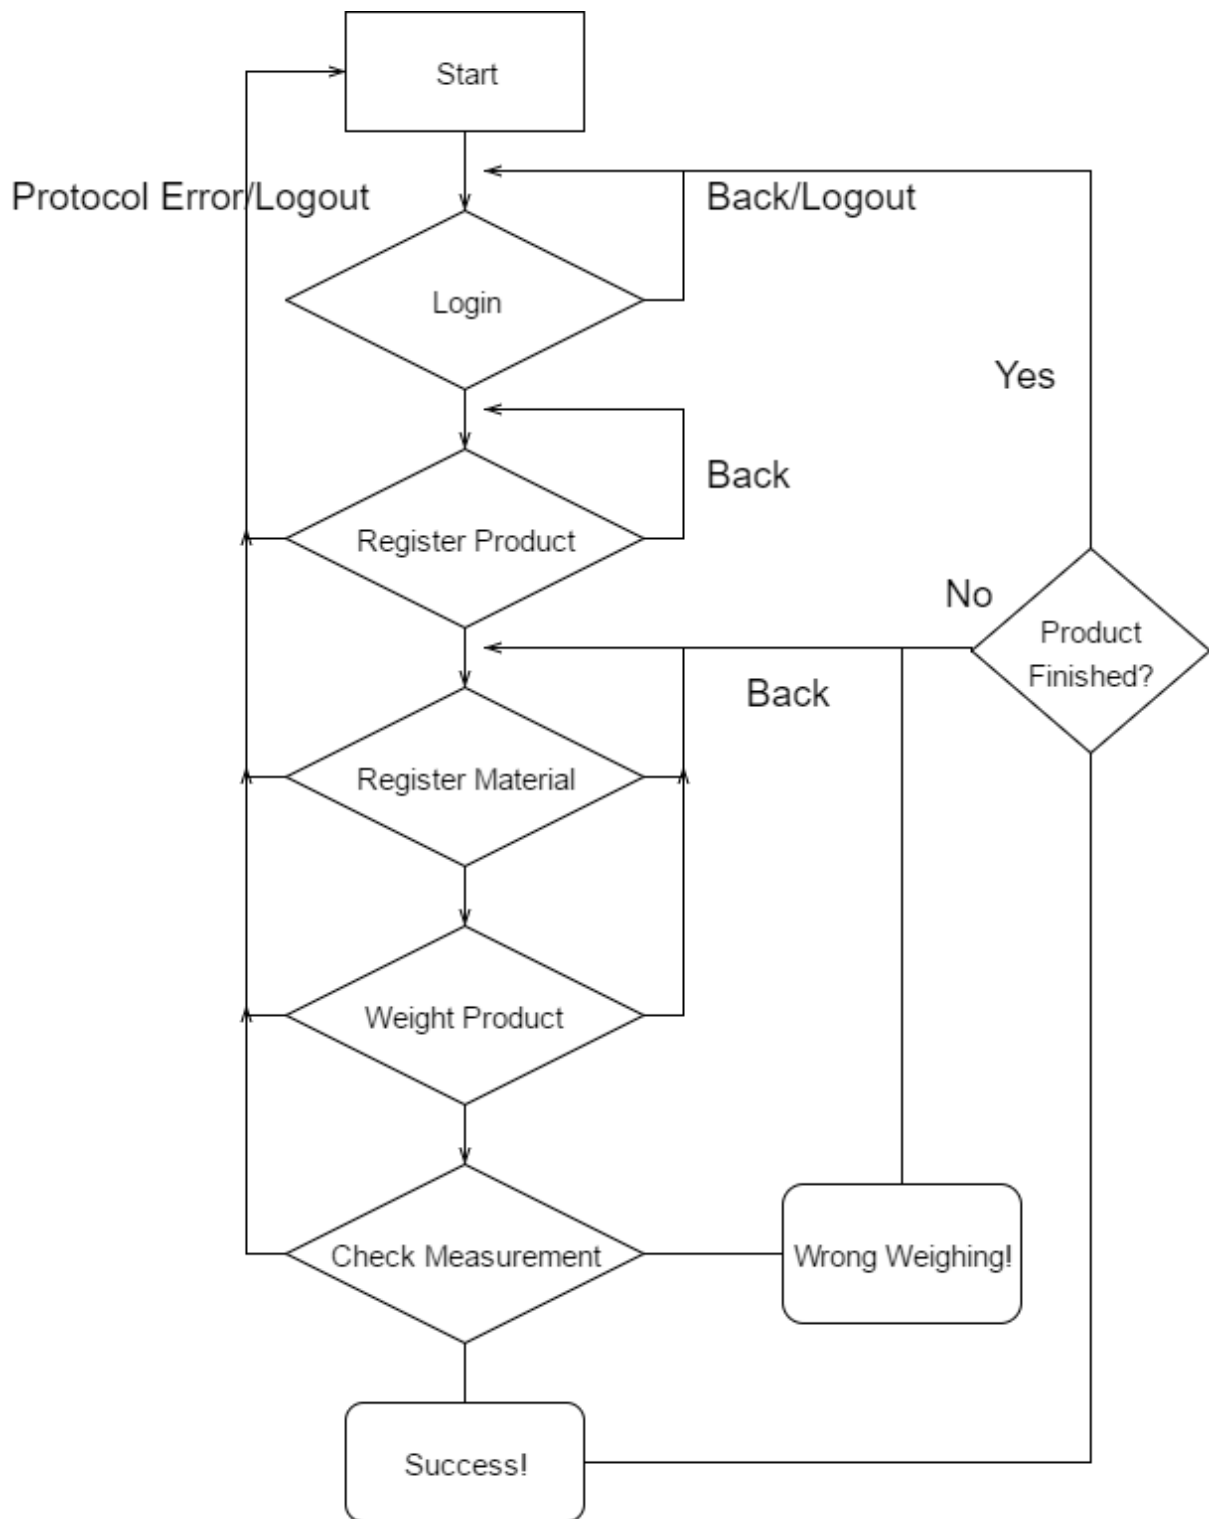 Start
Protocol Error/Logout
Back/Logout
Login
Yes
Back
Register Product
No
Product
Finished?
Back
Register Material
Weight Product
Check Measurement
Wrong Weighing!
Success!